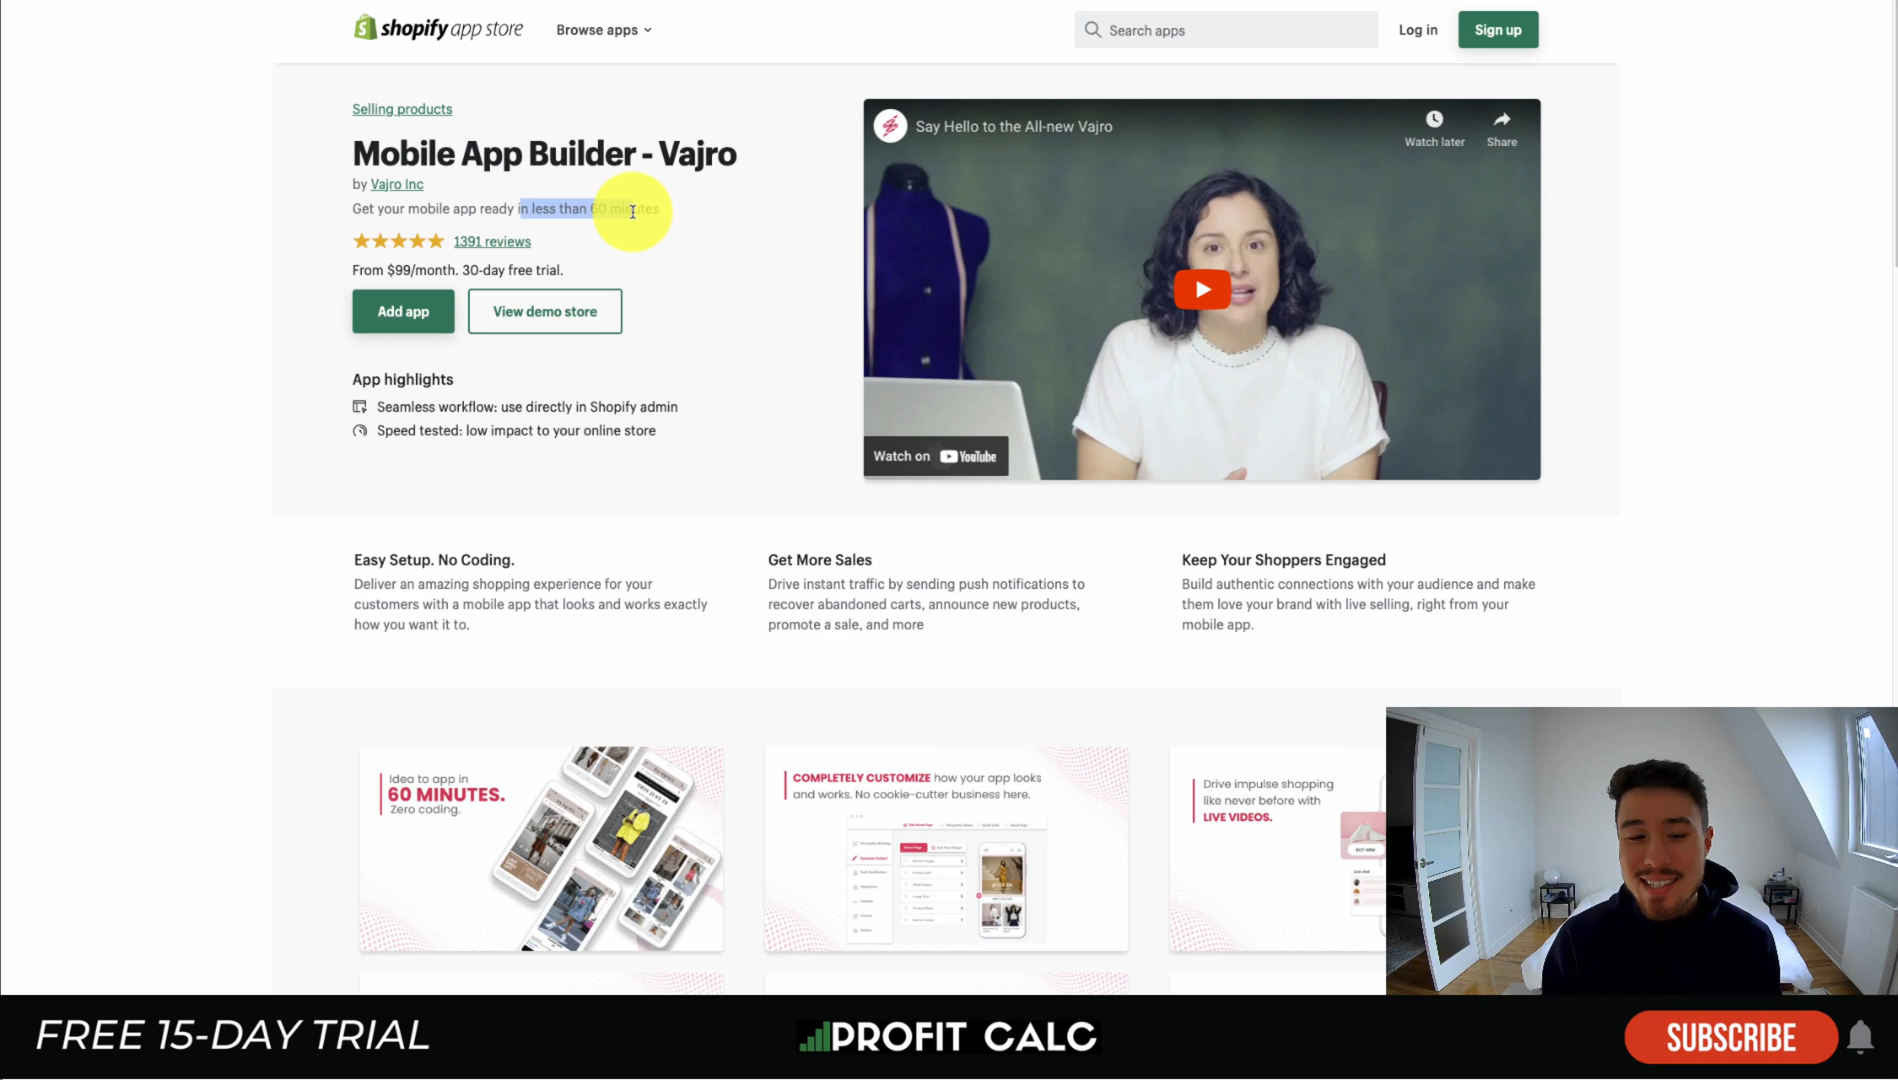 shopify app store
Browse apps
Search apps
Log in
Sign up
Selling products
Mobile App Builder - Vajro
by Vajro Inc
Get your mobile app ready in less than 60 minutes
1391 reviews
From $99/month. 30-day free trial.
Add app
View demo store
App highlights
Seamless workflow: use directly in Shopify admin
Speed tested: low impact to your online store
Say Hello to the All-new Vajro
Watch later
Share
Watch on YouTube
Easy Setup. No Coding.
Deliver an amazing shopping experience for your
customers with a mobile app that looks and works exactly
how you want it to.
Get More Sales
Drive instant traffic by sending push notifications to
recover abandoned carts, announce new products,
promote a sale, and more
Keep Your Shoppers Engaged
Build authentic connections with your audience and make
them love your brand with live selling, right from your
mobile app.
Idea to app in
60 MINUTES.
Zero coding.
COMPLETELY CUSTOMIZE how your app looks
and works. No cookie-cutter business here.
Drive impulse shopping
like never before with
LIVE VIDEOS.
FREE 15-DAY TRIAL
PROFIT CALC
SUBSCRIBE